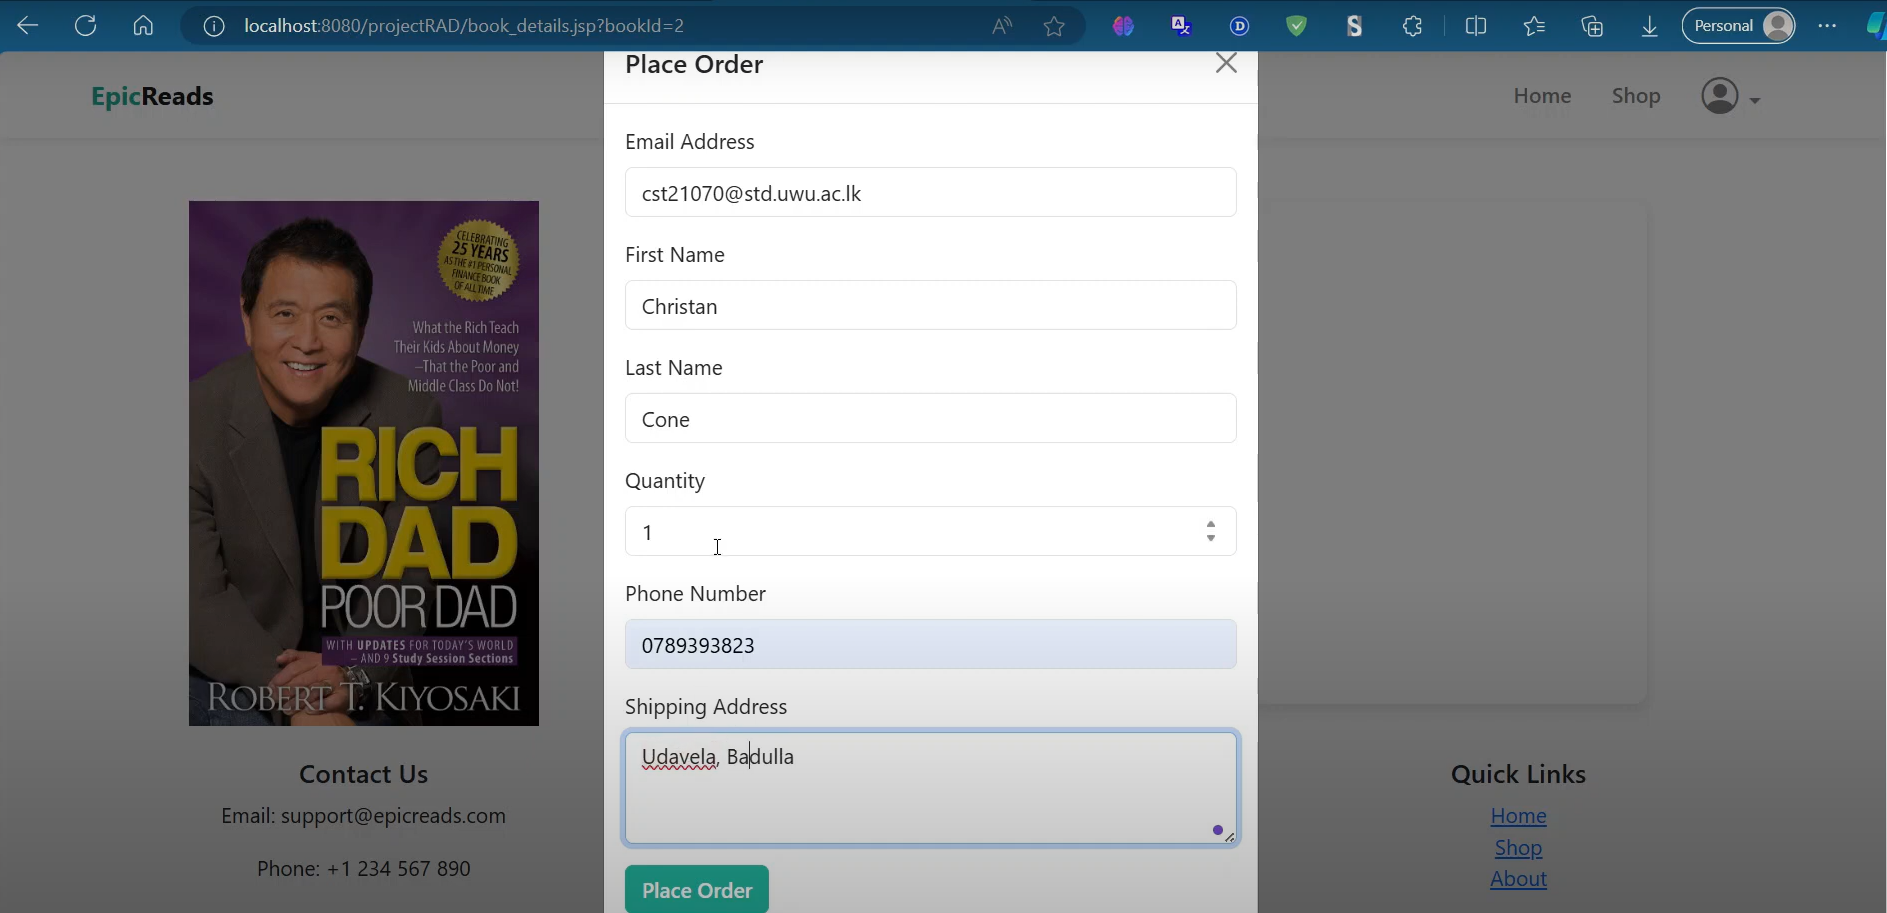 localhost:8080/projectRAD/book_details.jsp?bookId=2
Personal
EpicReads
Home
Shop
Place Order
Email Address
cst21070@std.uwu.ac.lk
First Name
Christan
Last Name
Cone
Quantity
1
Phone Number
0789393823
Shipping Address
Udavela, Badulla
Place Order
CELEBRATING
25 YEARS
AS THE #1 PERSONAL
FINANCE BOOK
OF ALL TIME
What the Rich Teach
Their Kids About Money
–That the Poor and
Middle Class Do Not!
RICH
DAD
POOR DAD
WITH UPDATES FOR TODAY'S WORLD
– AND 9 Study Session Sections
ROBERT T. KIYOSAKI
Contact Us
Email: support@epicreads.com
Phone: +1 234 567 890
Quick Links
Home
Shop
About